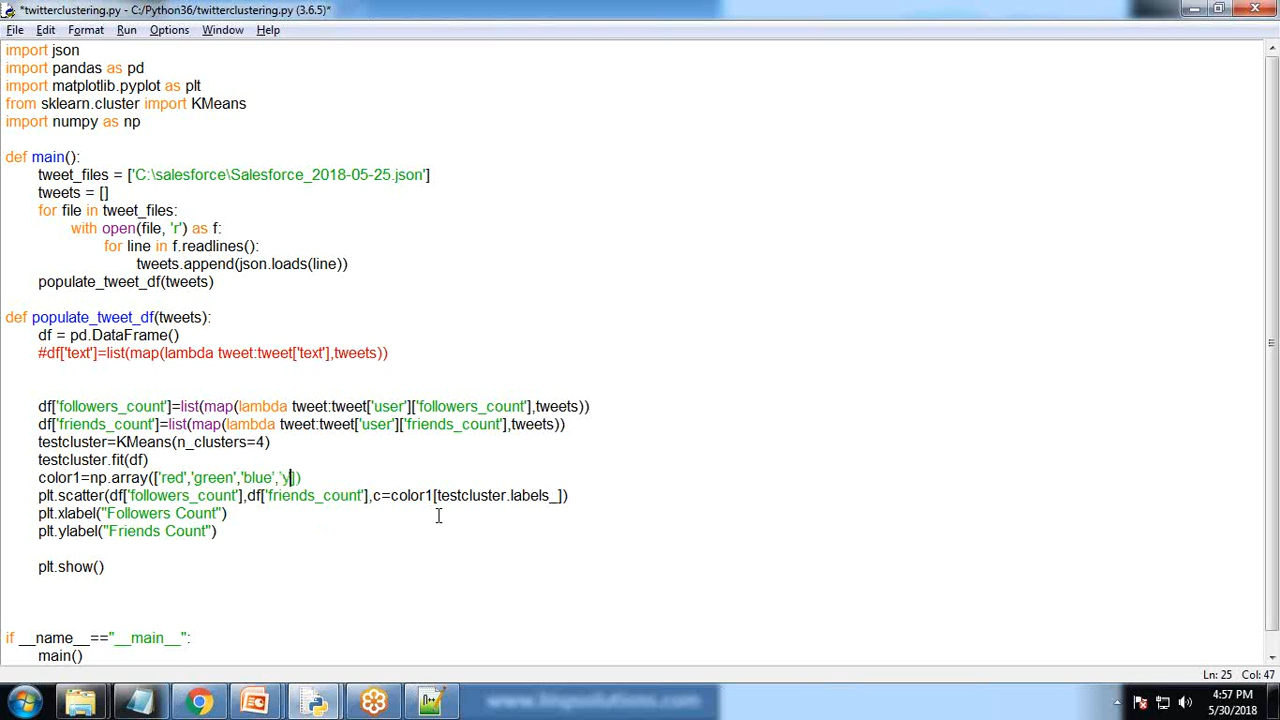 *twitterclustering.py - C:/Python36/twitterclustering.py (3.6.5)*
File Edit Format Run Options Window Help
import json
import pandas as pd
import matplotlib.pyplot as plt
from sklearn.cluster import KMeans
import numpy as np
def main():
tweet_files = ['C:\salesforce\Salesforce_2018-05-25.json']
tweets = []
for file in tweet_files:
with open(file, 'r') as f:
for line in f.readlines():
tweets.append(json.loads(line))
populate_tweet_df(tweets)
def populate_tweet_df(tweets):
df = pd.DataFrame()
#df['text']=list(map(lambda tweet:tweet['text'],tweets))
df['followers_count']=list(map(lambda tweet:tweet['user']['followers_count'],tweets))
df['friends_count']=list(map(lambda tweet:tweet['user']['friends_count'],tweets))
testcluster=KMeans(n_clusters=4)
testcluster.fit(df)
color1=np.array(['red','green','blue','y])
plt.scatter(df['followers_count'],df['friends_count'],c=color1[testcluster.labels_])
plt.xlabel("Followers Count")
plt.ylabel("Friends Count")
plt.show()
if __name__=="__main__":
main()
Ln: 25 Col: 47
www.linqsolutions.com
4:57 PM
5/30/2018